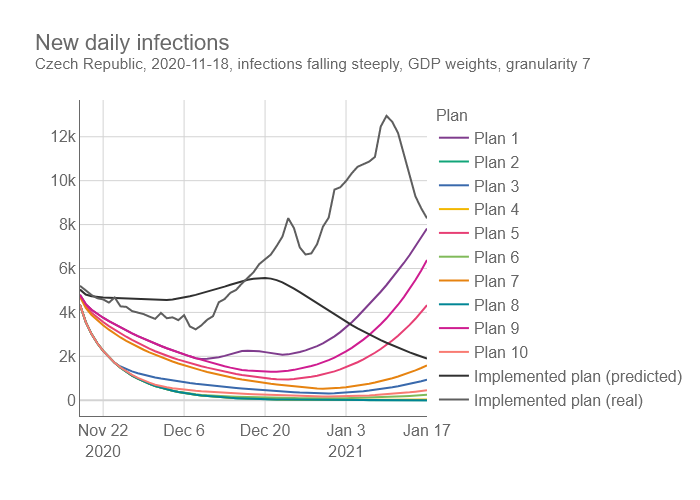 New daily infections
Czech Republic, 2020-11-18, infections falling steeply, GDP weights, granularity 7
Plan
12k
10k
8k
6k
4k
2k
0
Plan 1
Plan 2
Plan 3
Plan 4
Plan 5
Plan 6
Plan 7
Plan 8
Plan 9
Plan 10
Implemented plan (predicted)
Implemented plan (real)
Nov 22 Dec 6 Dec 20 Jan 3 Jan 17
2020 2021